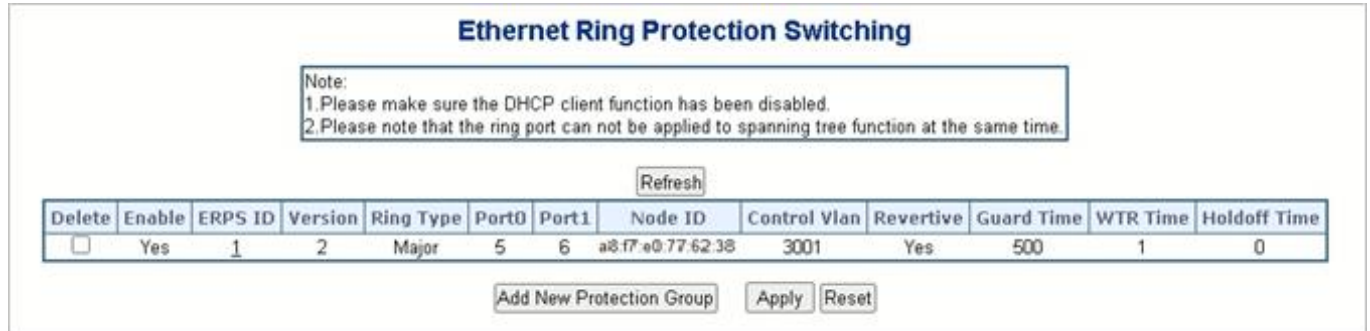 Ethernet Ring Protection Switching
Note:
1.Please make sure the DHCP client function has been disabled.
2.Please note that the ring port can not be applied to spanning tree function at the same time.
Refresh
Delete Enable ERPS ID Version Ring Type Port0 Port1 Node ID Control Vlan Revertive Guard Time WTR Time Holdoff Time
Yes 1 2 Major 5 6 a8:f7:e0:77:62:38 3001 Yes 500 1 0
Add New Protection Group Apply Reset